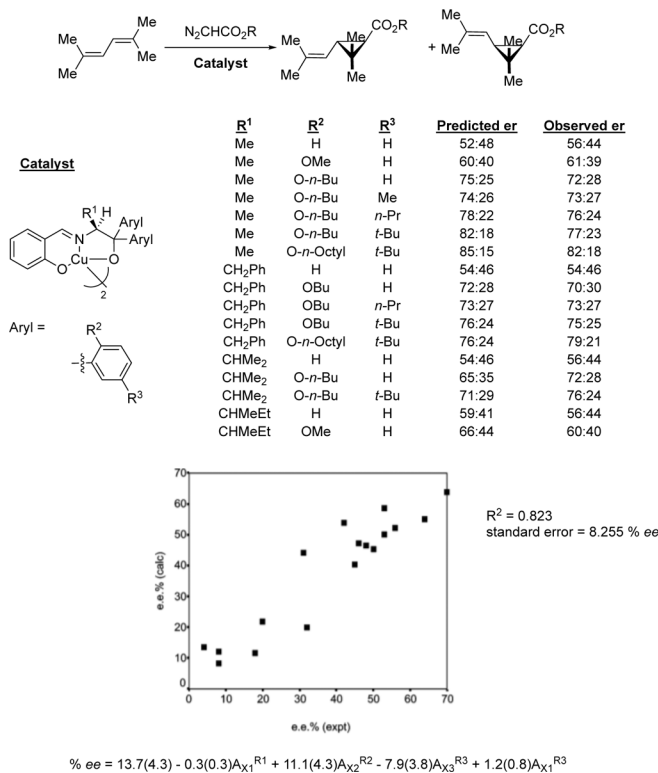 N₂CHCO₂R
Catalyst
Me
Me
Me
Me
Me
Me
Me
Me
CO₂R
+
Me
Me
Me
Me
CO₂R
R¹ R² R³ Predicted er Observed er
Me H H 52:48 56:44
Me OMe H 60:40 61:39
Me O-n-Bu H 75:25 72:28
Me O-n-Bu Me 74:26 73:27
Me O-n-Bu n-Pr 78:22 76:24
Me O-n-Bu t-Bu 82:18 77:23
Me O-n-Octyl t-Bu 85:15 82:18
CH₂Ph H H 54:46 54:46
CH₂Ph OBu H 72:28 70:30
CH₂Ph OBu n-Pr 73:27 73:27
CH₂Ph OBu t-Bu 76:24 75:25
CH₂Ph O-n-Octyl t-Bu 76:24 79:21
CHMe₂ H H 54:46 56:44
CHMe₂ O-n-Bu H 65:35 72:28
CHMe₂ O-n-Bu t-Bu 71:29 76:24
CHMeEt H H 59:41 56:44
CHMeEt OMe H 66:44 60:40
Catalyst
R¹ H
Aryl
Aryl
N
O Cu O
2
Aryl =
R²
R³
70
60
50
40
30
20
10
0
e.e.% (calc)
0 10 20 30 40 50 60 70
e.e.% (expt)
R² = 0.823
standard error = 8.255 % ee
% ee = 13.7(4.3) - 0.3(0.3)Aₓ₁ᴿ¹ + 11.1(4.3)Aₓ₂ᴿ² - 7.9(3.8)Aₓ₃ᴿ³ + 1.2(0.8)Aₓ₁ᴿ³